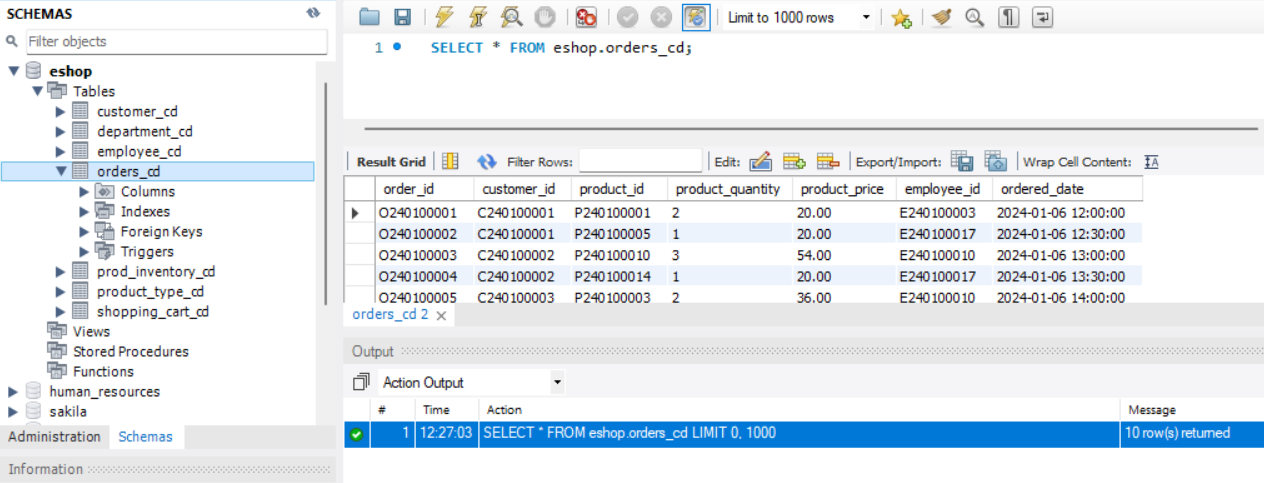 SCHEMAS
Filter objects
eshop
Tables
customer_cd
department_cd
employee_cd
orders_cd
Columns
Indexes
Foreign Keys
Triggers
prod_inventory_cd
product_type_cd
shopping_cart_cd
Views
Stored Procedures
Functions
human_resources
sakila
Administration Schemas
Information
Limit to 1000 rows
1 SELECT * FROM eshop.orders_cd;
Result Grid Filter Rows: Edit: Export/Import: Wrap Cell Content:
order_id customer_id product_id product_quantity product_price employee_id ordered_date
O240100001 C240100001 P240100001 2 20.00 E240100003 2024-01-06 12:00:00
O240100002 C240100001 P240100005 1 20.00 E240100017 2024-01-06 12:30:00
O240100003 C240100002 P240100010 3 54.00 E240100010 2024-01-06 13:00:00
O240100004 C240100002 P240100014 1 20.00 E240100017 2024-01-06 13:30:00
O240100005 C240100003 P240100003 2 36.00 E240100010 2024-01-06 14:00:00
orders_cd 2
Output
Action Output
# Time Action Message
1 12:27:03 SELECT * FROM eshop.orders_cd LIMIT 0, 1000 10 row(s) returned